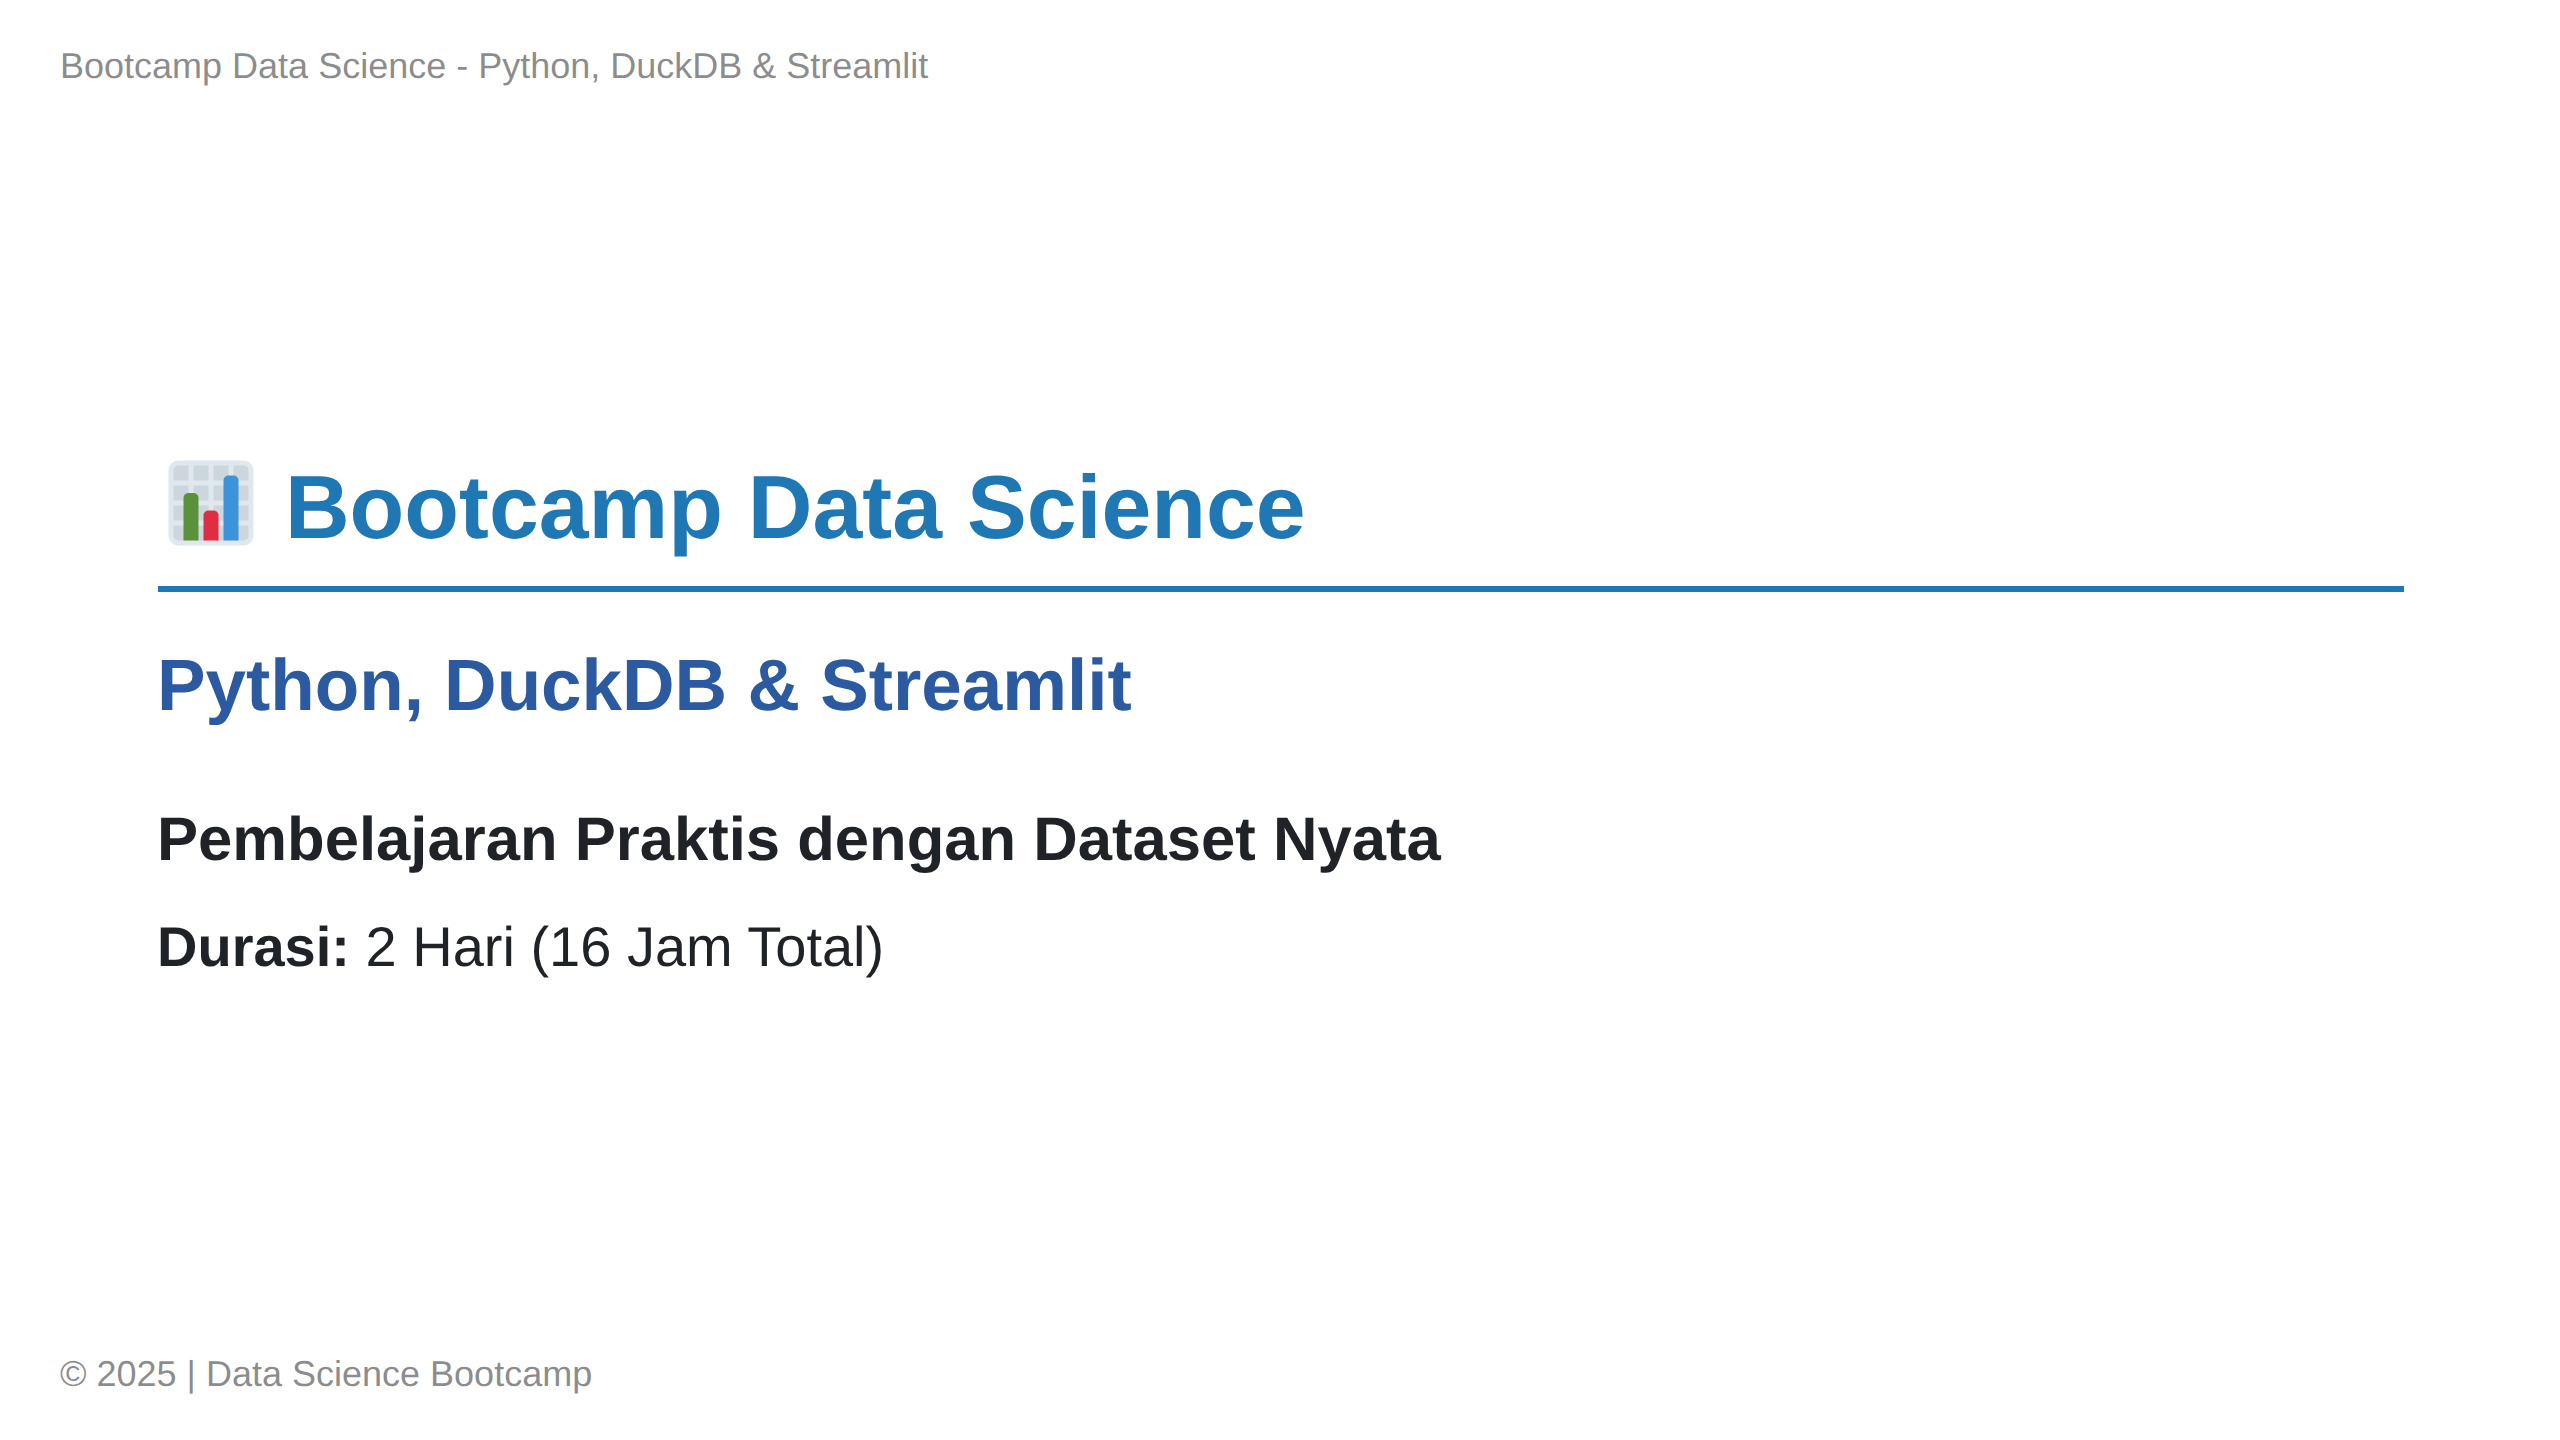 Bootcamp Data Science - Python, DuckDB & Streamlit
Bootcamp Data Science
Python, DuckDB & Streamlit
Pembelajaran Praktis dengan Dataset Nyata
Durasi: 2 Hari (16 Jam Total)
© 2025 | Data Science Bootcamp